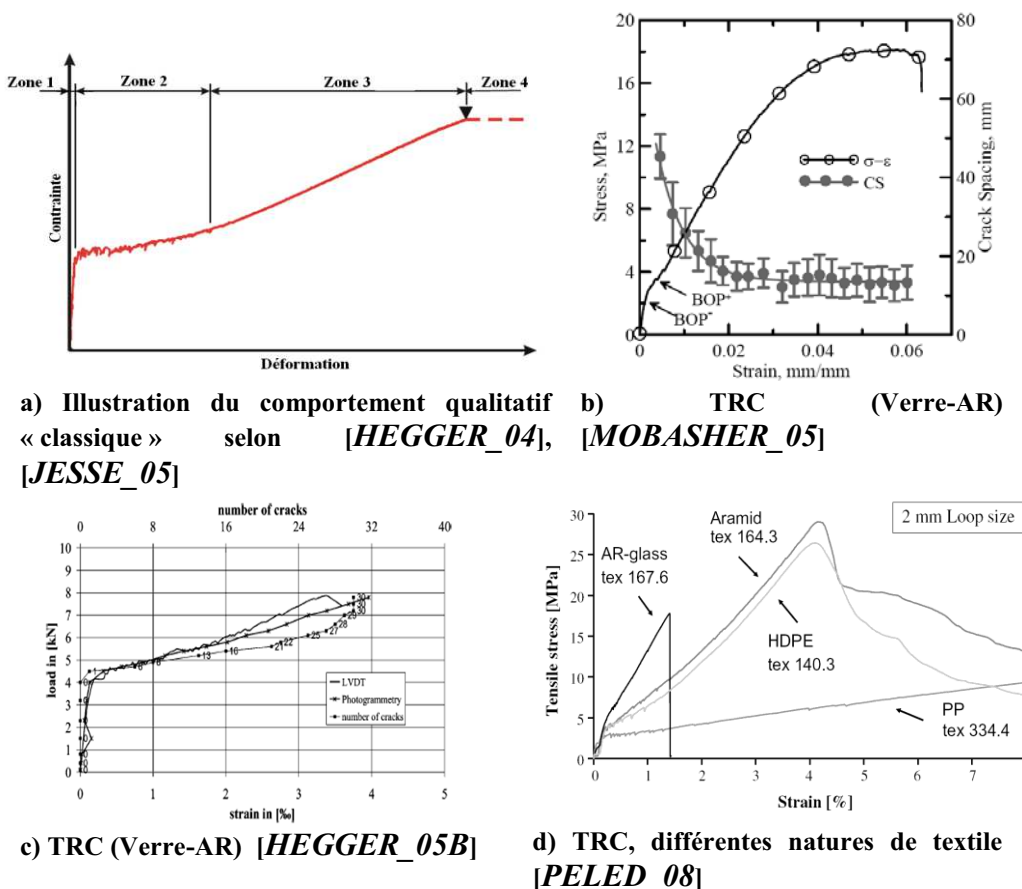 Zone 1 Zone 2 Zone 3 Zone 4
Contrainte
Déformation
a) Illustration du comportement qualitatif
« classique » selon [HEGGER_04],
[JESSE_05]
20 16 12 8 4 0
Stress, MPa
80 60 40 20 0
Crack Spacing, mm
σ-ε
CS
BOP+
BOP-
0 0.02 0.04 0.06
Strain, mm/mm
b) TRC (Verre-AR)
[MOBASHER_05]
number of cracks
0 8 16 24 32 40
10 9 8 7 6 5 4 3 2 1 0
load in [kN]
LVDT
Photogrammetry
number of cracks
0 1 2 3 4 5
strain in [‰]
c) TRC (Verre-AR) [HEGGER_05B]
30 25 20 15 10 5 0
Tensile stress [MPa]
2 mm Loop size
Aramid
tex 164.3
AR-glass
tex 167.6
HDPE
tex 140.3
PP
tex 334.4
0 1 2 3 4 5 6 7
Strain [%]
d) TRC, différentes natures de textile
[PELED_08]